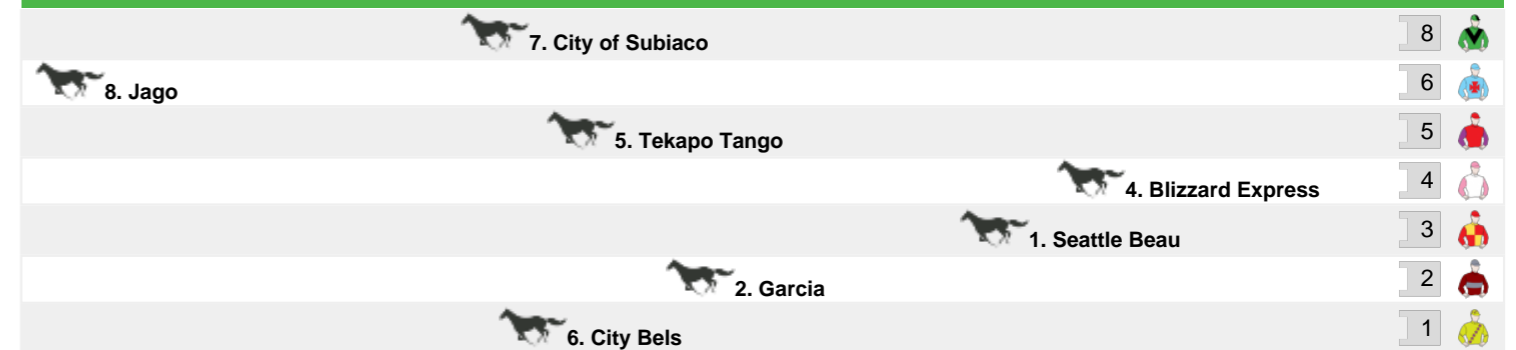 7. City of Subiaco 8
8. Jago 6
5. Tekapo Tango 5
4. Blizzard Express 4
1. Seattle Beau 3
2. Garcia 2
6. City Bels 1